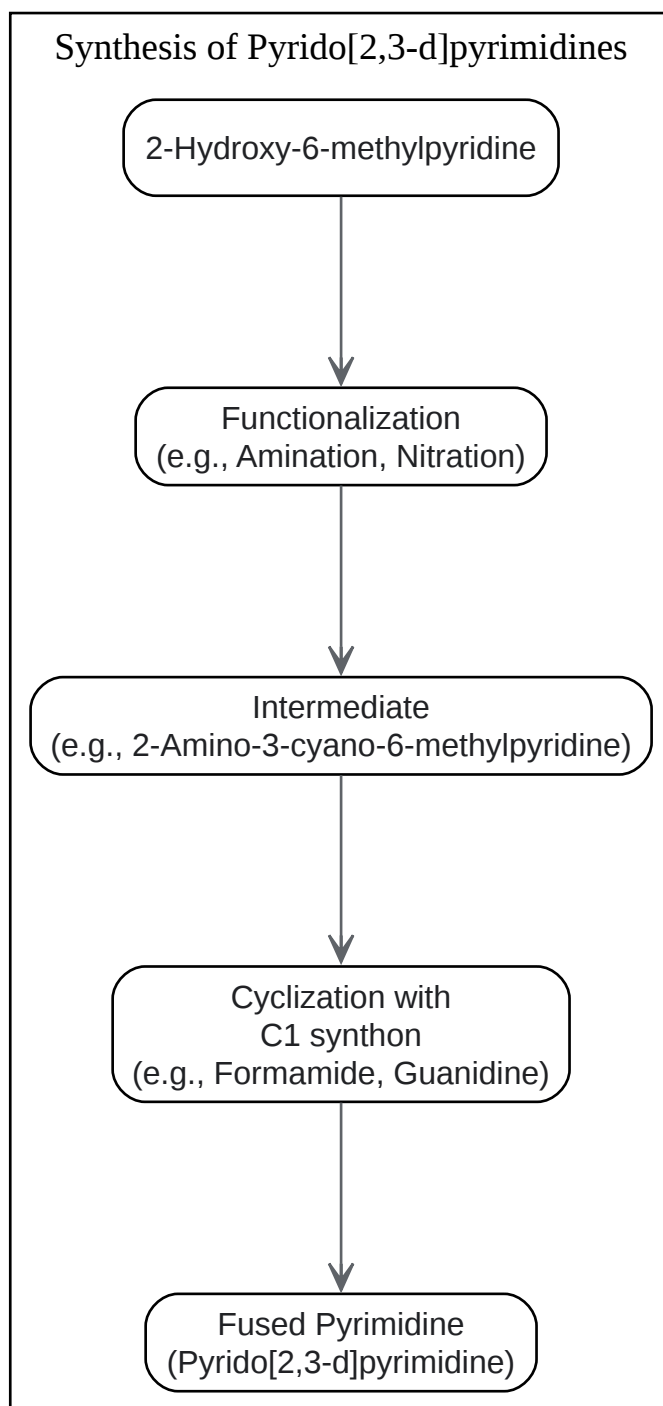 Synthesis of Pyrido[2,3-d]pyrimidines
2-Hydroxy-6-methylpyridine
Functionalization
(e.g., Amination, Nitration)
Intermediate
(e.g., 2-Amino-3-cyano-6-methylpyridine)
Cyclization with
C1 synthon
(e.g., Formamide, Guanidine)
Fused Pyrimidine
(Pyrido[2,3-d]pyrimidine)